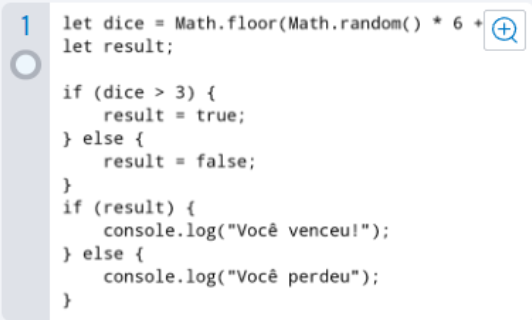 1
let dice = Math.floor(Math.random() * 6 +
let result;
if (dice > 3) {
    result = true;
} else {
    result = false;
}
if (result) {
    console.log("Você venceu!");
} else {
    console.log("Você perdeu");
}